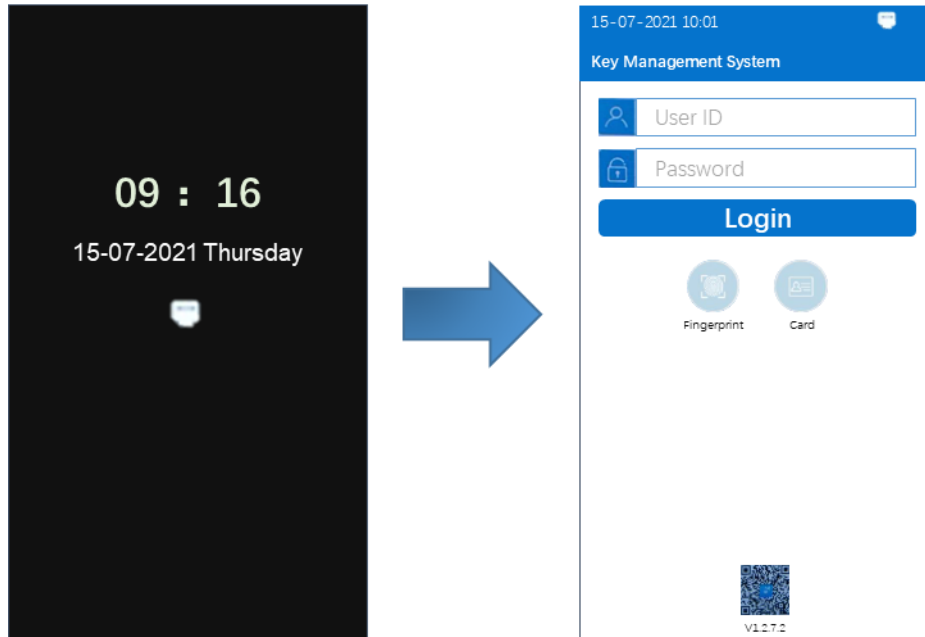 09 : 16
15-07-2021 Thursday
15-07-2021 10:01
Key Management System
User ID
Password
Login
Fingerprint
Card
V1.2.7.2